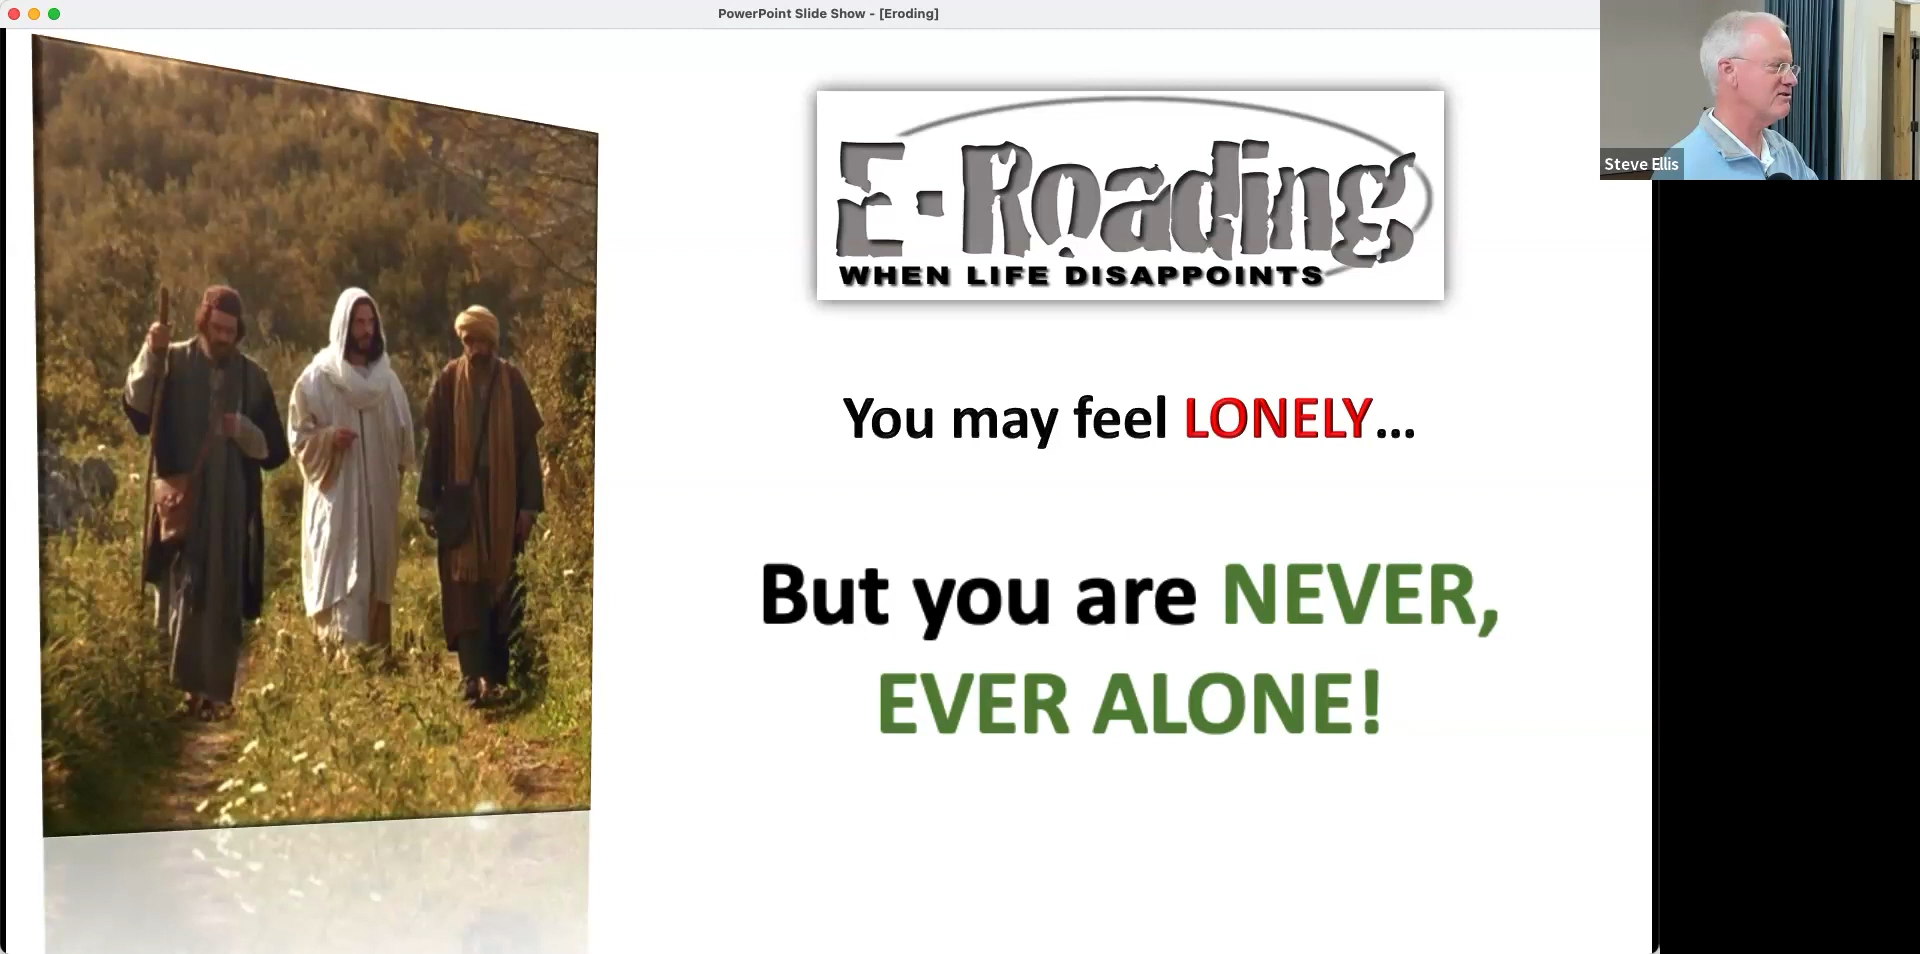 PowerPoint Slide Show - [Eroding]
E-Roading
WHEN LIFE DISAPPOINTS
You may feel LONELY...
But you are NEVER,
EVER ALONE!
Steve Ellis